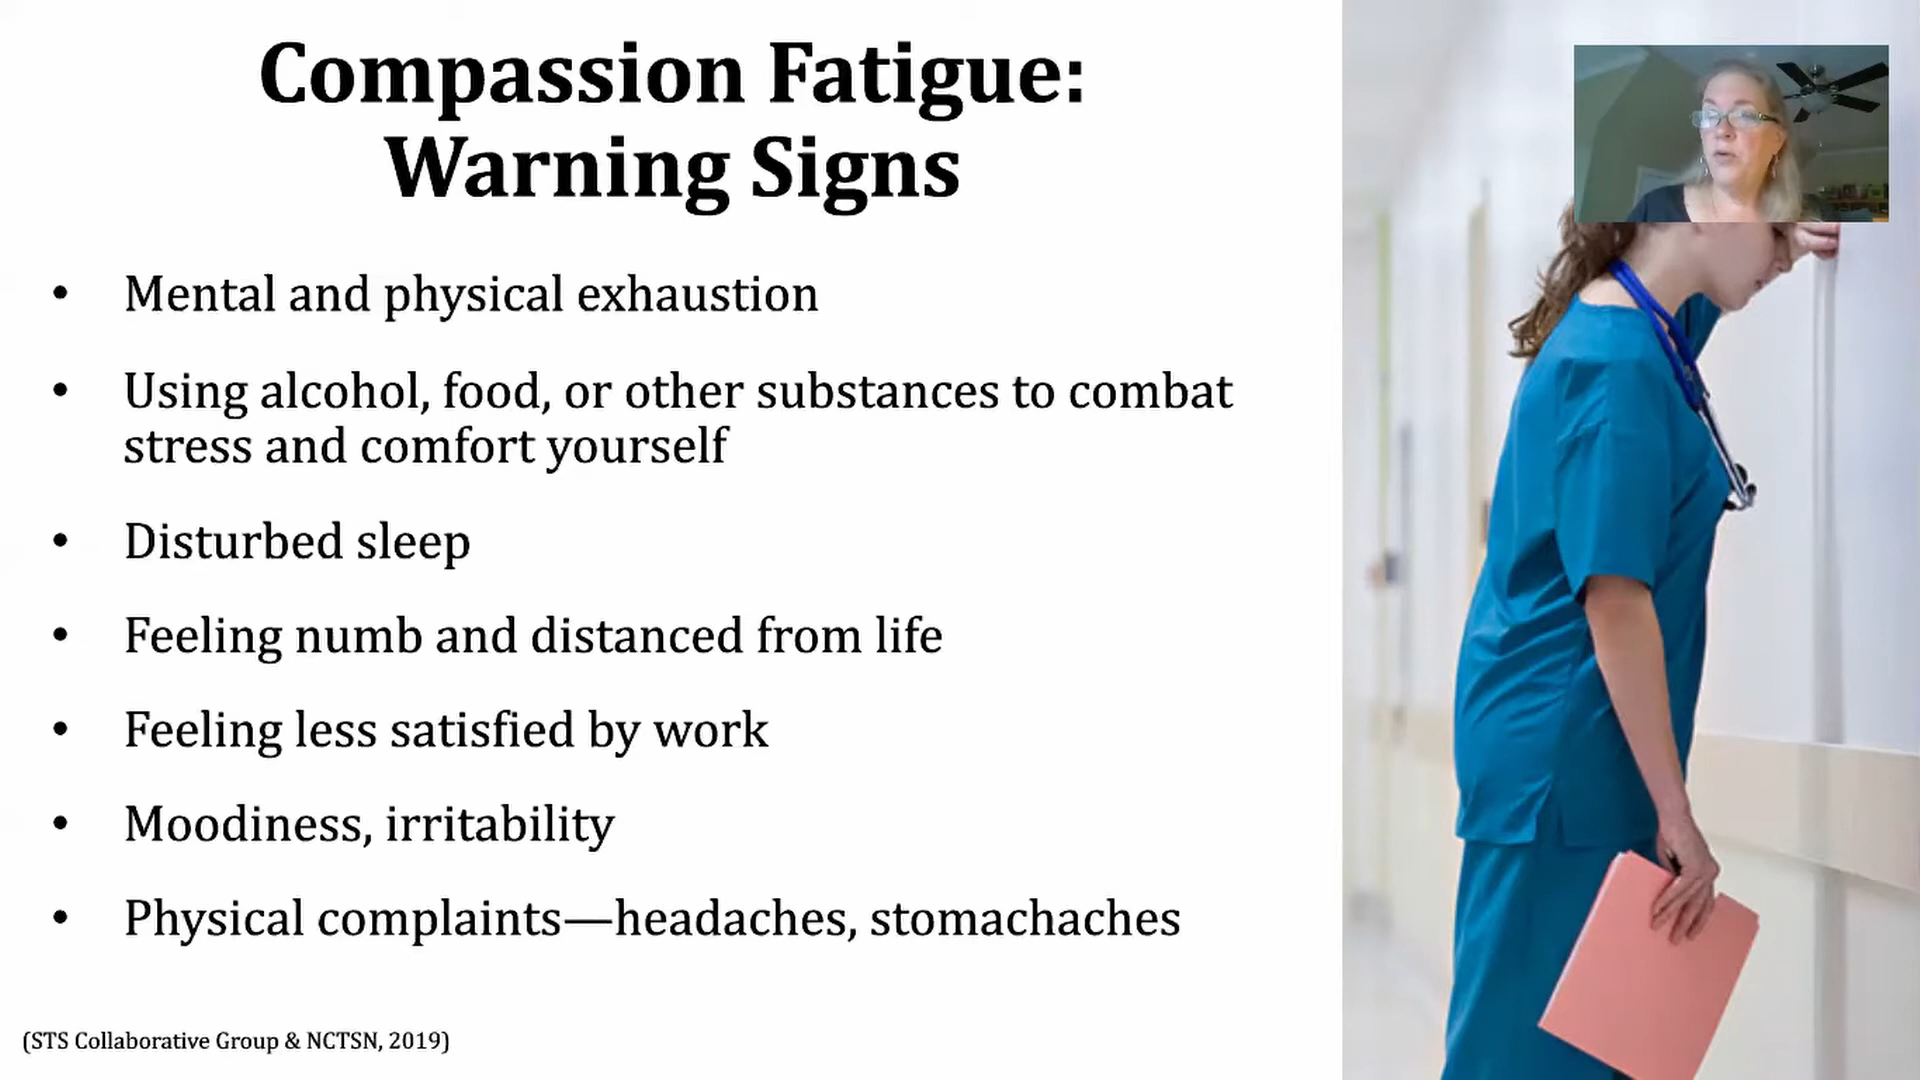 Compassion Fatigue:
Warning Signs
• Mental and physical exhaustion
• Using alcohol, food, or other substances to combat
stress and comfort yourself
• Disturbed sleep
• Feeling numb and distanced from life
• Feeling less satisfied by work
• Moodiness, irritability
• Physical complaints—headaches, stomachaches
(STS Collaborative Group & NCTSN, 2019)